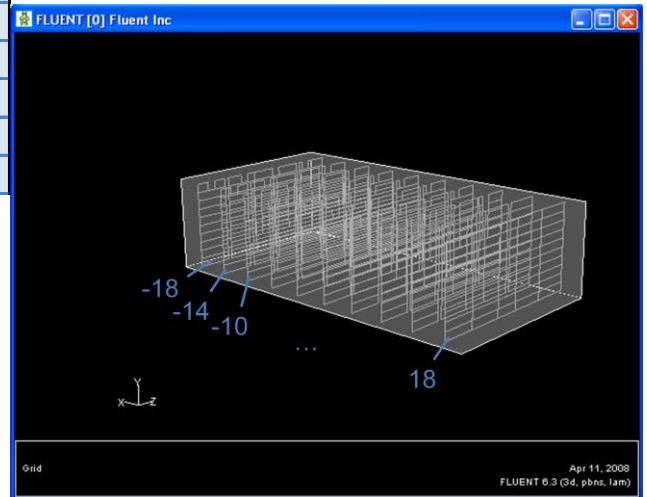 FLUENT [0] Fluent Inc
-18
-14
-10
...
18
Y
X Z
Grid
Apr 11, 2008
FLUENT 6.3 (3d, pbns, lam)